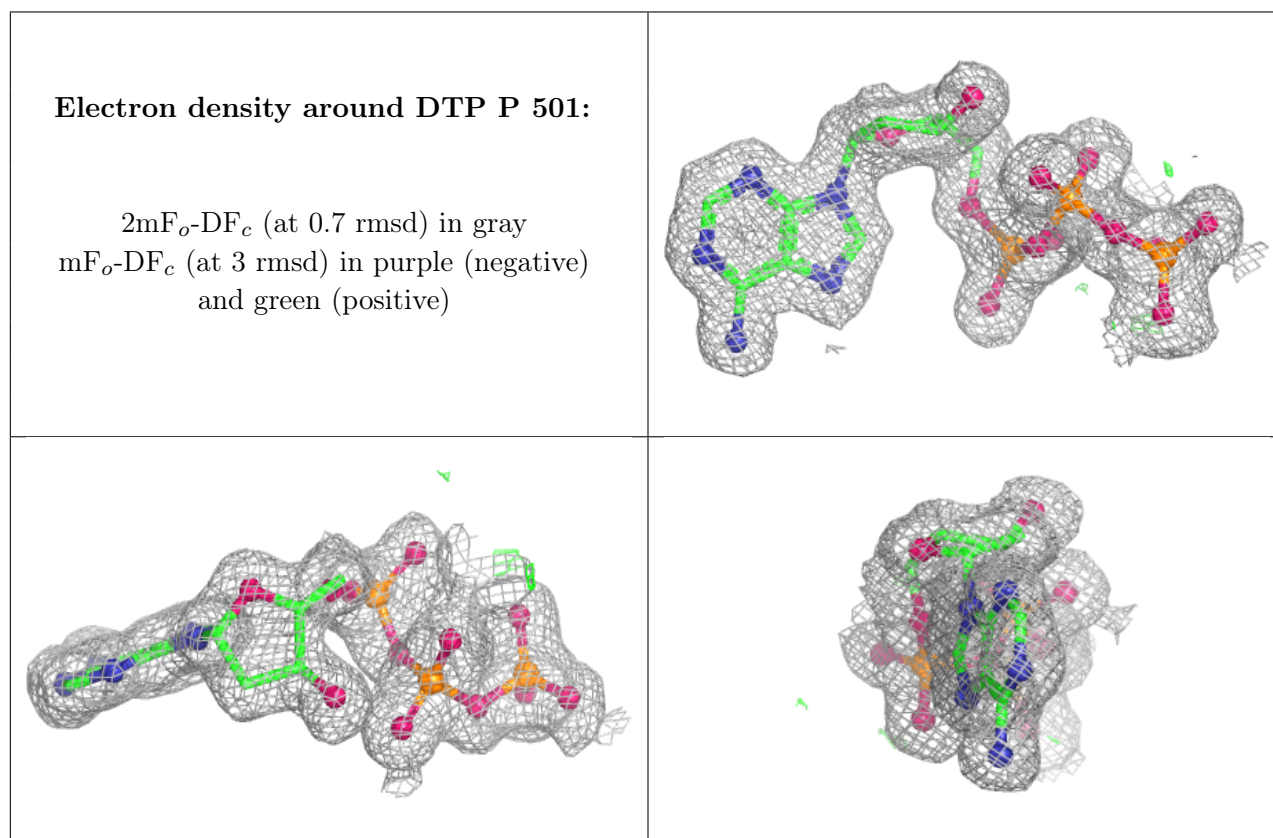 Electron density around DTP P 501:
2mFo-DFc (at 0.7 rmsd) in gray
mFo-DFc (at 3 rmsd) in purple (negative)
and green (positive)